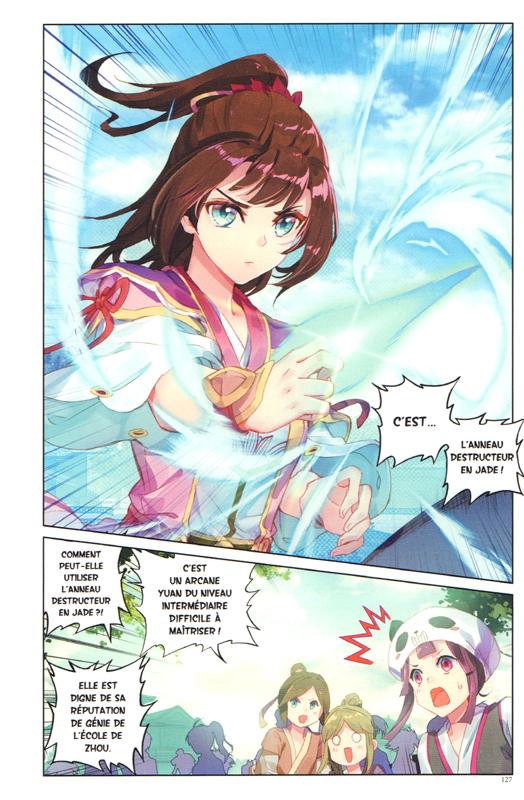 C'EST...
L'ANNEAU
DESTRUCTEUR
EN JADE !
COMMENT
PEUT-ELLE
UTILISER
L'ANNEAU
DESTRUCTEUR
EN JADE ?!
C'EST
UN ARCANE
YUAN DU NIVEAU
INTERMÉDIAIRE
DIFFICILE À
MAÎTRISER !
ELLE EST
DIGNE DE SA
RÉPUTATION
DE GÉNIE DE
L'ÉCOLE DE
ZHOU.
127